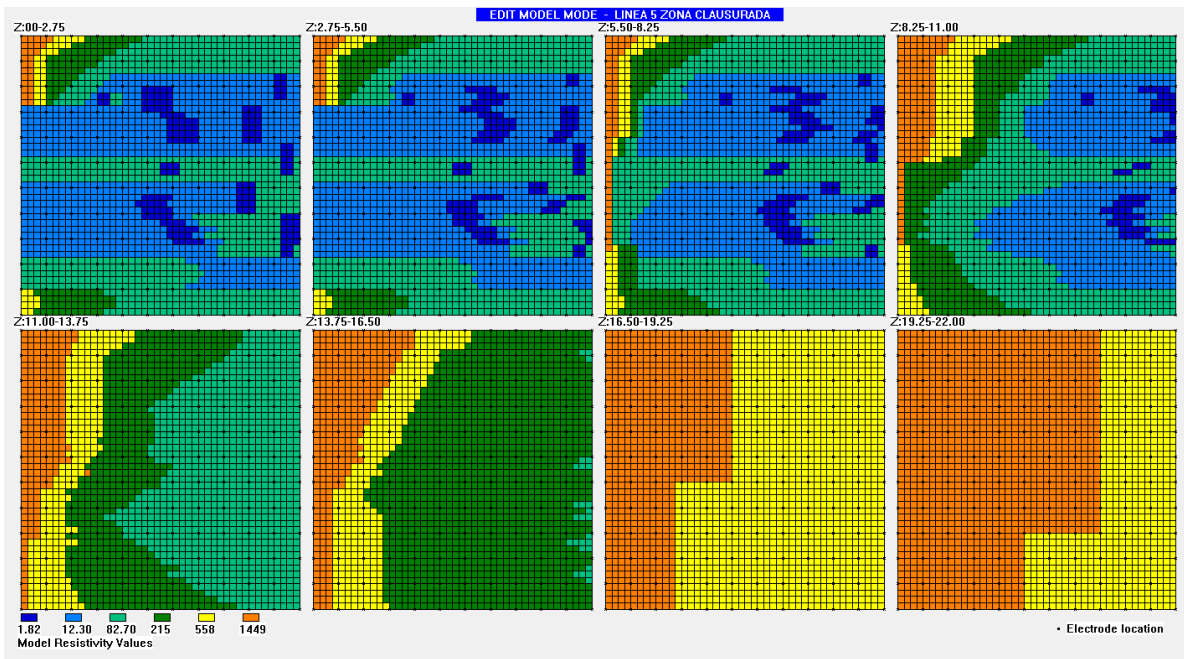 EDIT MODEL MODE - LINEA 5 ZONA CLAUSURADA
Z:00-2.75
Z:2.75-5.50
Z:5.50-8.25
Z:8.25-11.00
Z:11.00-13.75
Z:13.75-16.50
Z:16.50-19.25
Z:19.25-22.00
1.82 12.30 82.70 215 558 1449
Model Resistivity Values
Electrode location